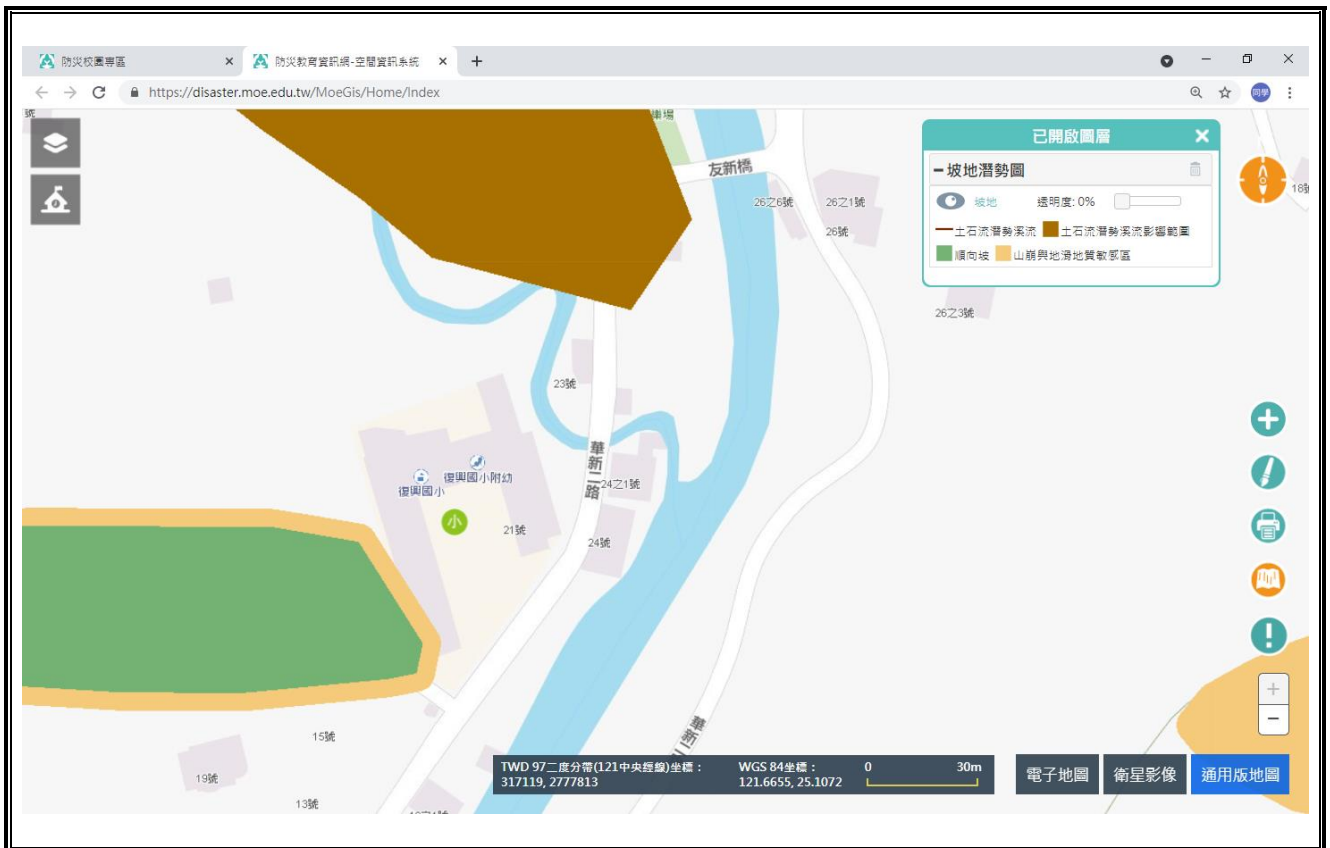 防災校園專區
防災教育資訊網-空間資訊系統
https://disaster.moe.edu.tw/MoeGis/Home/Index
同學
號
車場
友新橋
26之6號
26之1號
26號
已開啟圖層
坡地潛勢圖
坡地
透明度: 0%
土石流潛勢溪流
土石流潛勢溪流影響範圍
順向坡
山崩與地滑地質敏感區
26之3號
23號
華新二路
24之1號
復興國小附幼
復興國小
小
21號
24號
15號
19號
13號
華新二
TWD 97二度分帶(121中央經線)坐標：
317119, 2777813
WGS 84坐標：
121.6655, 25.1072
0
30m
電子地圖
衛星影像
通用版地圖